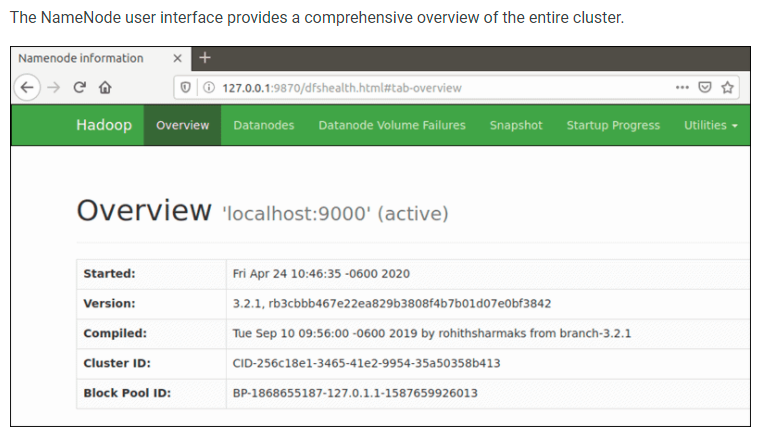 The NameNode user interface provides a comprehensive overview of the entire cluster.
Namenode information
127.0.0.1:9870/dfshealth.html#tab-overview
Hadoop Overview Datanodes Datanode Volume Failures Snapshot Startup Progress Utilities
Overview 'localhost:9000' (active)
Started: Fri Apr 24 10:46:35 -0600 2020
Version: 3.2.1, rb3cbbb467e22ea829b3808f4b7b01d07e0bf3842
Compiled: Tue Sep 10 09:56:00 -0600 2019 by rohithsharmaks from branch-3.2.1
Cluster ID: CID-256c18e1-3465-41e2-9954-35a50358b413
Block Pool ID: BP-1868655187-127.0.1.1-1587659926013